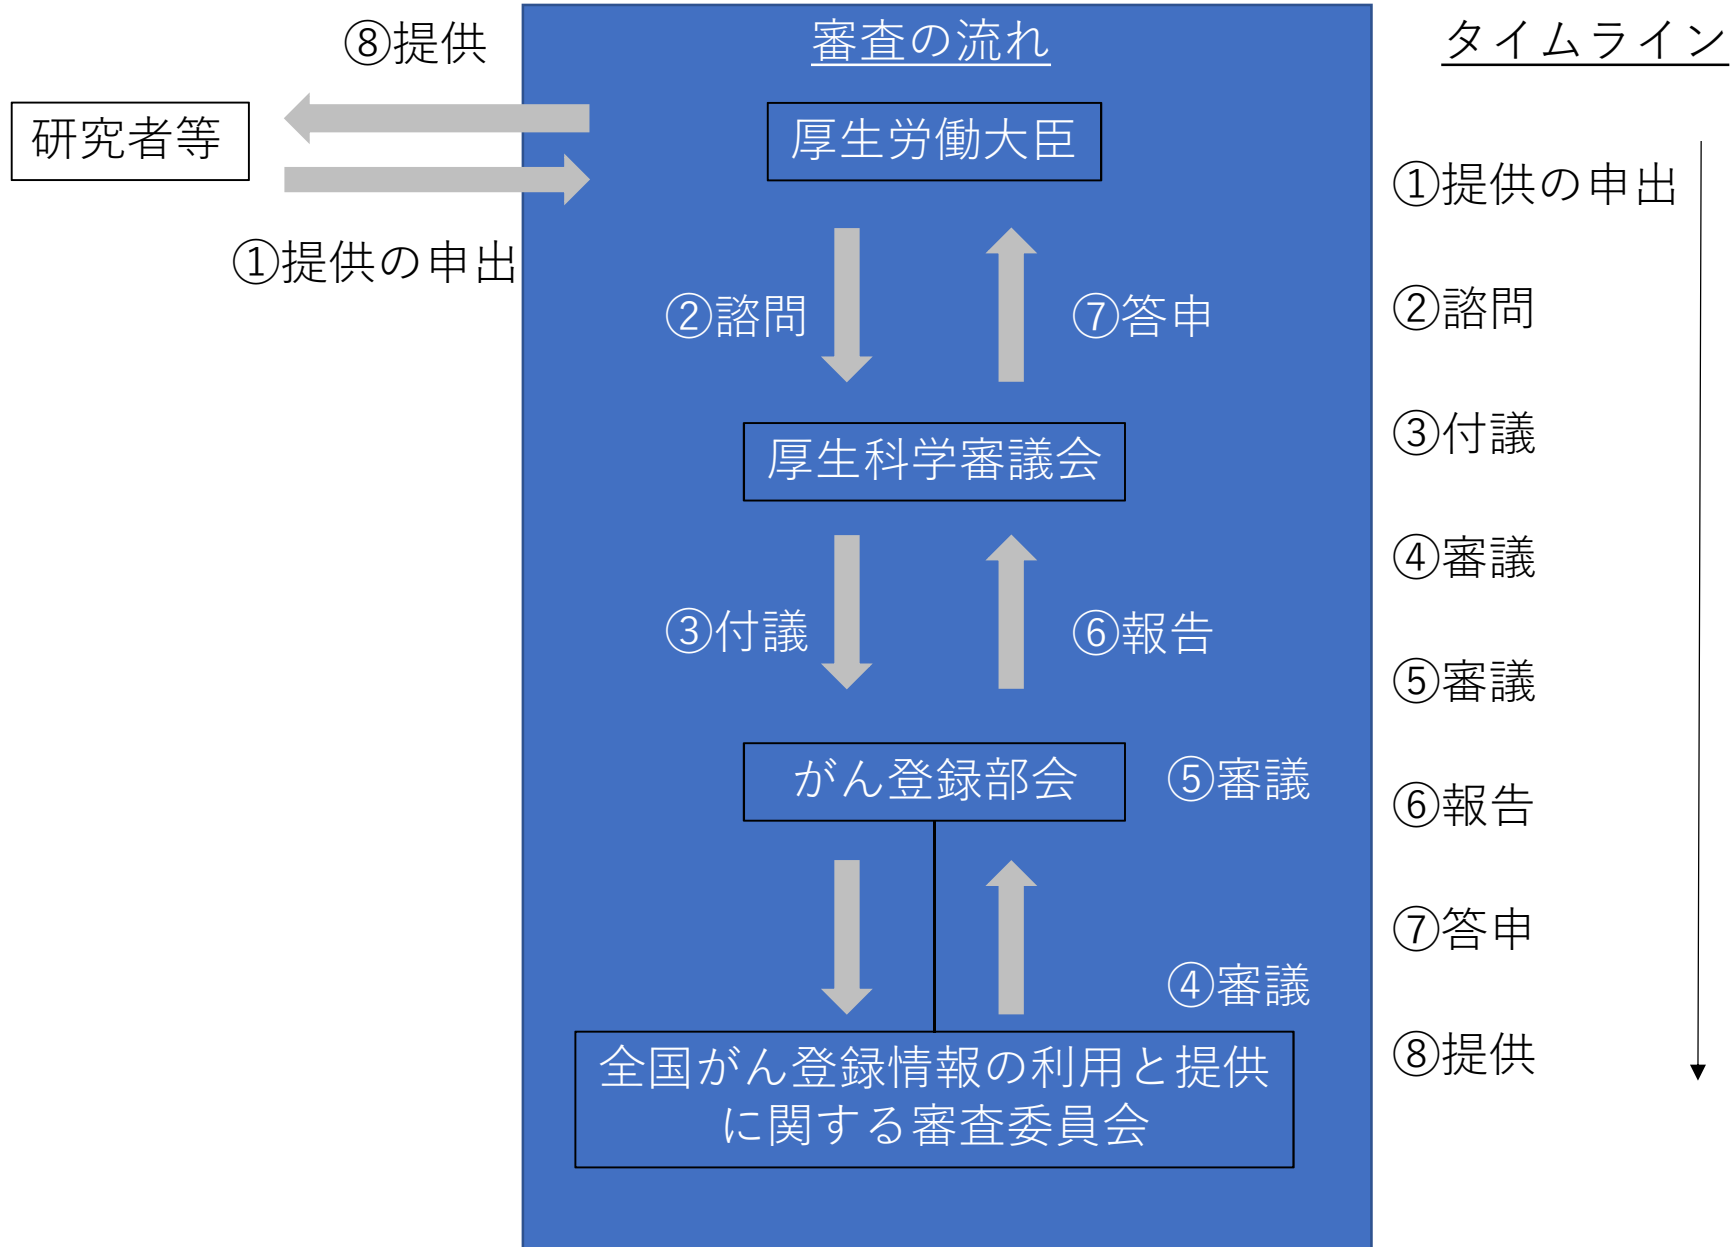 審査の流れ
タイムライン
⑧提供
研究者等
厚生労働大臣
①提供の申出
②諮問
⑦答申
厚生科学審議会
③付議
⑥報告
がん登録部会
⑤審議
④審議
全国がん登録情報の利用と提供
に関する審査委員会
①提供の申出
②諮問
③付議
④審議
⑤審議
⑥報告
⑦答申
⑧提供